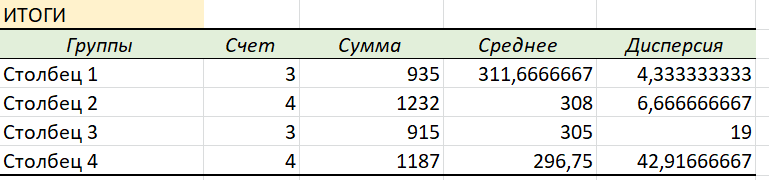 ИТОГИ
Группы Счет Сумма Среднее Дисперсия
Столбец 1 3 935 311,6666667 4,333333333
Столбец 2 4 1232 308 6,666666667
Столбец 3 3 915 305 19
Столбец 4 4 1187 296,75 42,91666667